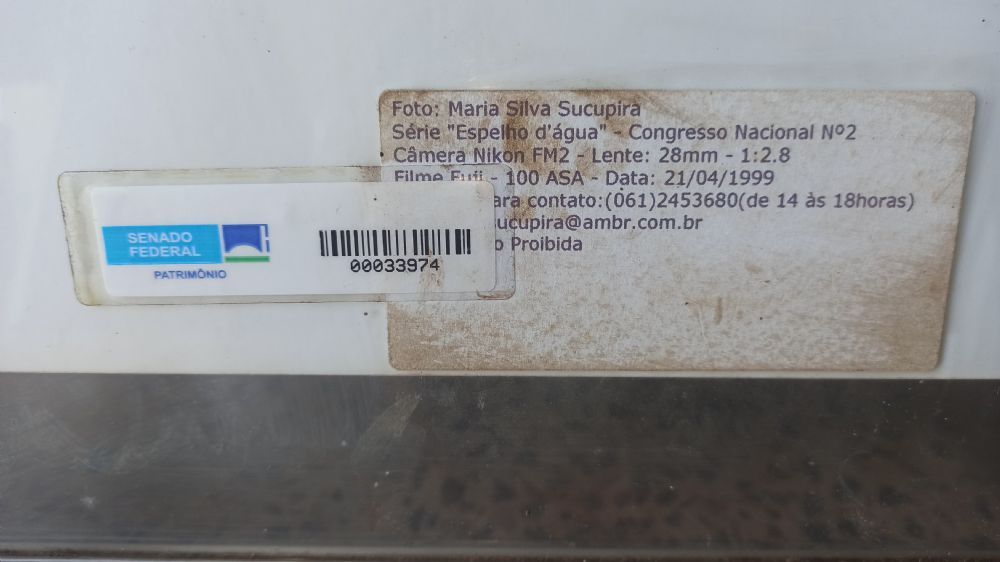 Foto: Maria Silva Sucupira
Série "Espelho d'água" - Congresso Nacional Nº2
Câmera Nikon FM2 - Lente: 28mm - 1:2.8
Filme Fuji - 100 ASA - Data: 21/04/1999
ara contato:(061)2453680(de 14 às 18horas)
sucupira@ambr.com.br
o Proibida
SENADO
FEDERAL
PATRIMÔNIO
00033974